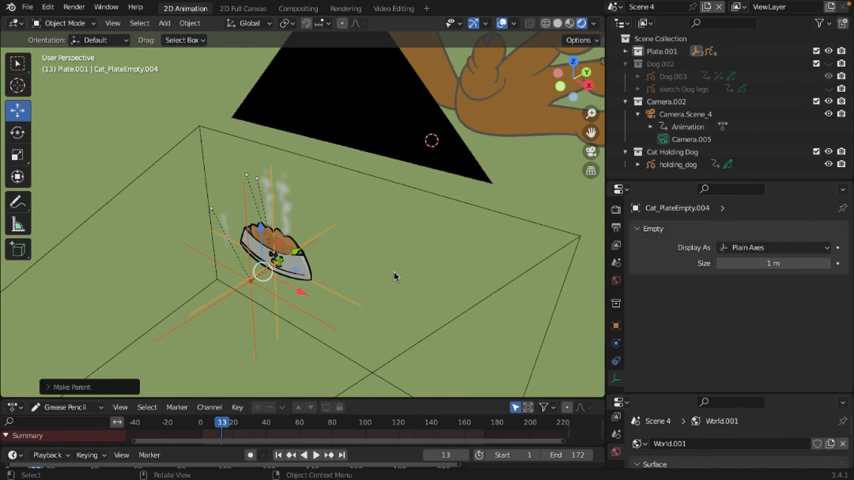 File Edit Render Window Help 2D Animation 2D Full Canvas Compositing Rendering Video Editing + Scene 4 ViewLayer
Object Mode View Select Add Object Global
Orientation: Default Drag: Select Box Options
User Perspective
(13) Plate.001 | Cat_PlateEmpty.004
Z
Y
X
Make Parent
Scene Collection
Plate.001
Dog.002
Dog.003
sketch Dog legs
Camera.002
Camera.Scene_4
Animation
Camera.005
Cat Holding Dog
holding_dog
Cat_PlateEmpty.004
Empty
Display As Plain Axes
Size 1 m
Grease Pencil View Select Marker Channel Key
-40 -20 0 13 20 40 60 80 100 120 140 160 180 200 220
Summary
Scene 4 World.001
World.001
Surface
Playback Keying View Marker 13 Start 1 End 172
Select Rotate View Object Context Menu 3.4.1